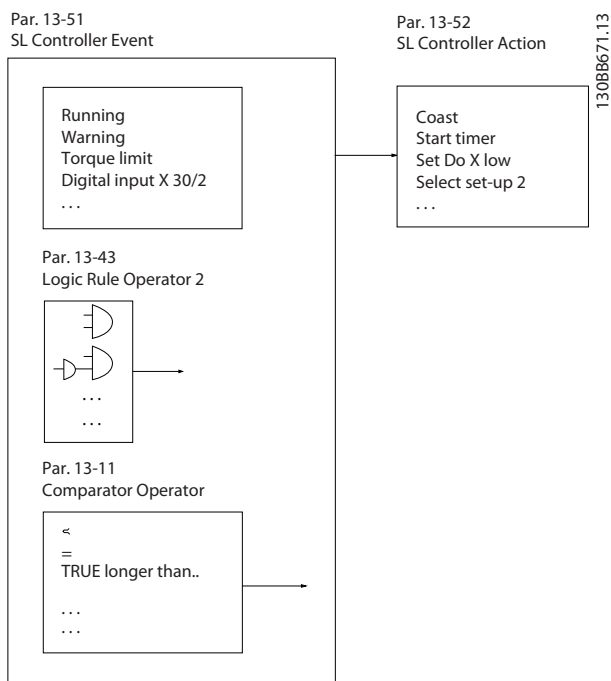 Par. 13-51
SL Controller Event
Par. 13-52
SL Controller Action
130BB671.13
Running
Warning
Torque limit
Digital input X 30/2
. . .
Coast
Start timer
Set Do X low
Select set-up 2
. . .
Par. 13-43
Logic Rule Operator 2
. . .
. . .
Par. 13-11
Comparator Operator
<
=
TRUE longer than..
. . .
. . .